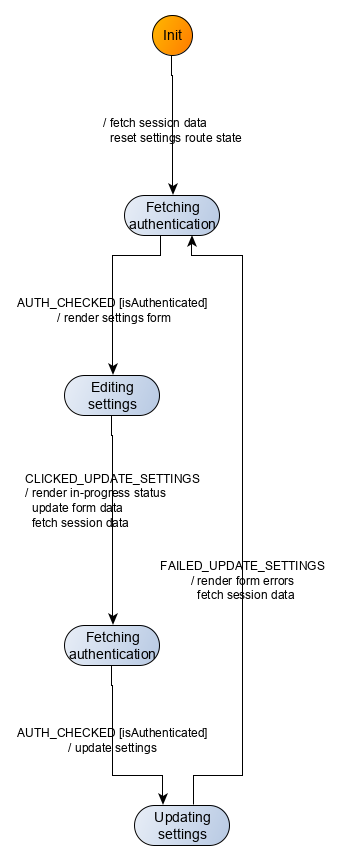 Init
/ fetch session data
reset settings route state
Fetching
authentication
AUTH_CHECKED [isAuthenticated]
/ render settings form
Editing
settings
CLICKED_UPDATE_SETTINGS
/ render in-progress status
update form data
fetch session data
FAILED_UPDATE_SETTINGS
/ render form errors
fetch session data
Fetching
authentication
AUTH_CHECKED [isAuthenticated]
/ update settings
Updating
settings